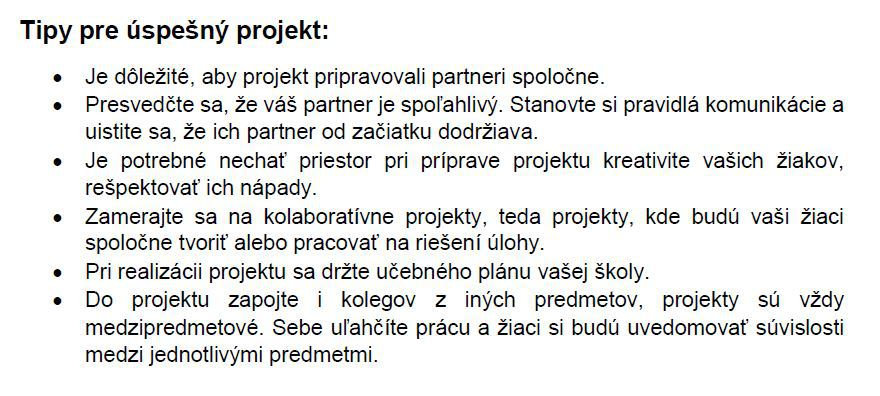 Tipy pre úspešný projekt:
• Je dôležité, aby projekt pripravovali partneri spoločne.
• Presvedčte sa, že váš partner je spoľahlivý. Stanovte si pravidlá komunikácie a
uistite sa, že ich partner od začiatku dodržiava.
• Je potrebné nechať priestor pri príprave projektu kreativite vašich žiakov,
rešpektovať ich nápady.
• Zamerajte sa na kolaboratívne projekty, teda projekty, kde budú vaši žiaci
spoločne tvoriť alebo pracovať na riešení úlohy.
• Pri realizácii projektu sa držte učebného plánu vašej školy.
• Do projektu zapojte i kolegov z iných predmetov, projekty sú vždy
medzipredmetové. Sebe uľahčíte prácu a žiaci si budú uvedomovať súvislosti
medzi jednotlivými predmetmi.